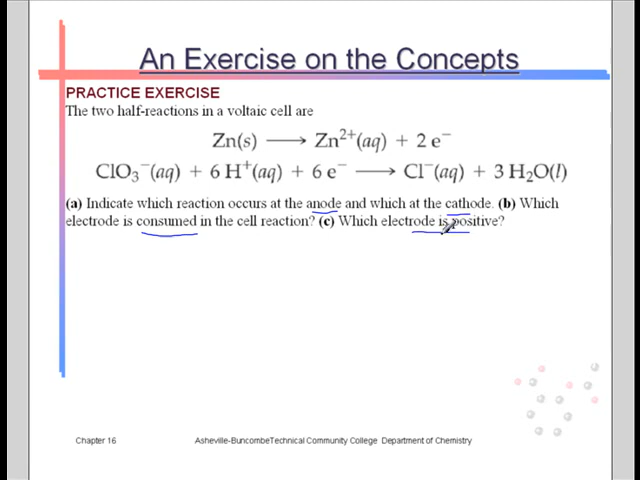 An Exercise on the Concepts
PRACTICE EXERCISE
The two half-reactions in a voltaic cell are
Zn(s) ⟶ Zn²⁺(aq) + 2 e⁻
ClO₃⁻(aq) + 6 H⁺(aq) + 6 e⁻ ⟶ Cl⁻(aq) + 3 H₂O(l)
(a) Indicate which reaction occurs at the anode and which at the cathode. (b) Which
electrode is consumed in the cell reaction? (c) Which electrode is positive?
Chapter 16
Asheville-BuncombeTechnical Community College Department of Chemistry